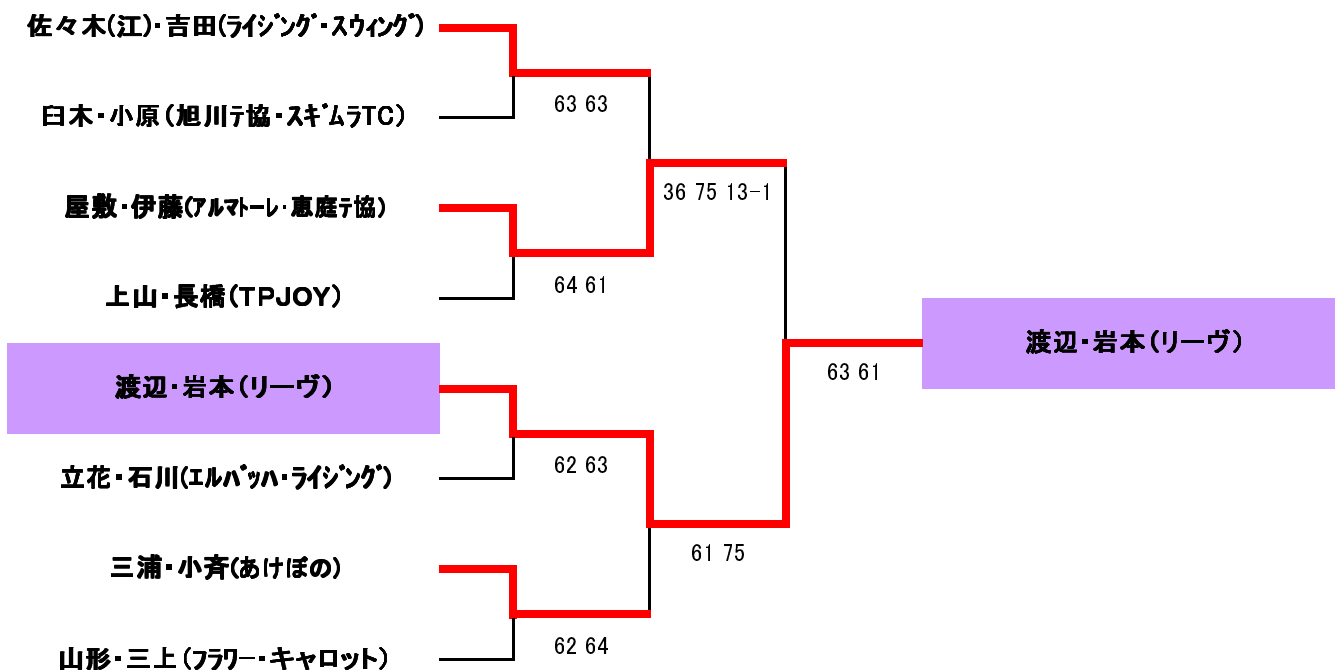 佐々木(江)・吉田(ﾗｲｼﾞﾝｸﾞ・ｽｳｨﾝｸﾞ)
63 63
臼木・小原(旭川ﾃ協・ｽｷﾞﾑﾗTC)
36 75 13-1
屋敷・伊藤(ｱﾙﾏﾄｰﾚ・恵庭ﾃ協)
64 61
上山・長橋(TPJOY)
渡辺・岩本(リーヴ)
63 61
渡辺・岩本(リーヴ)
62 63
立花・石川(ｴﾙﾊﾞｯﾊ・ﾗｲｼﾞﾝｸﾞ)
61 75
三浦・小斉(あけぼの)
62 64
山形・三上(ﾌﾗﾜｰ・キャロット)